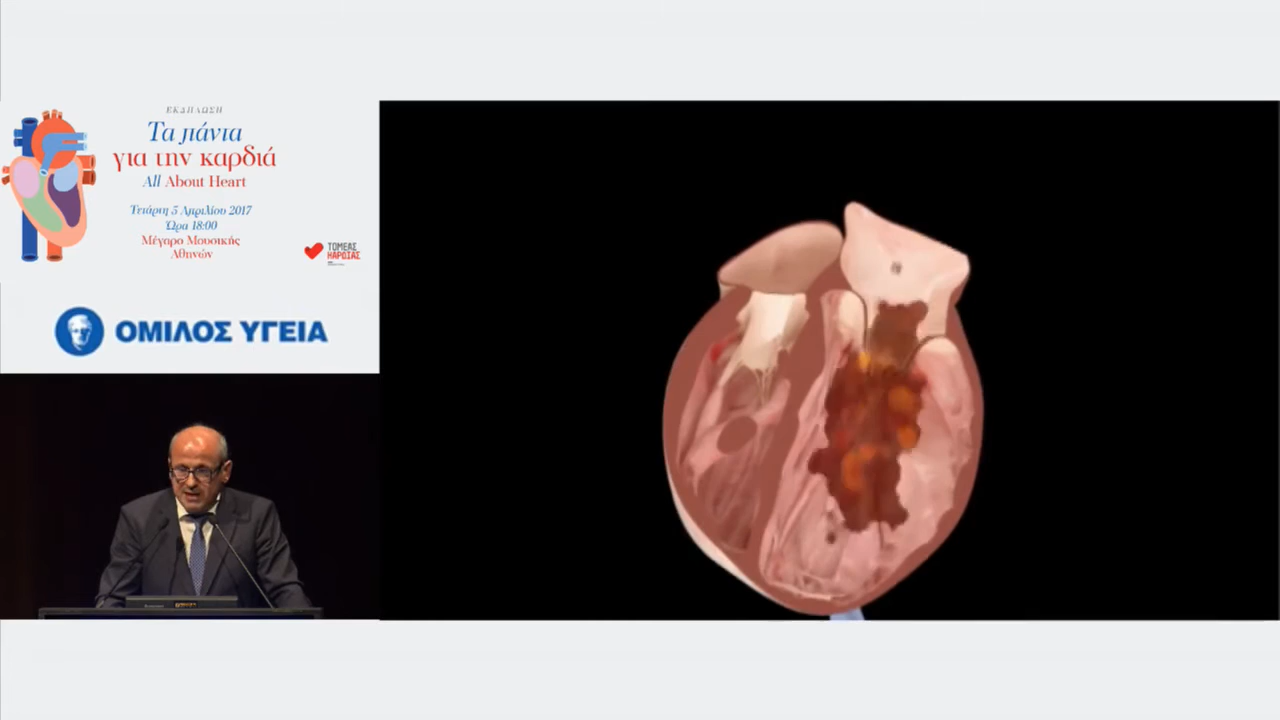 ΕΚΔΗΛΩΣΗ
Τα πάντα
για την καρδιά
All About Heart
Τετάρτη 5 Απριλίου 2017
Ώρα 18:00
Μέγαρο Μουσικής
Αθηνών
ΤΟΜΕΑΣ
ΚΑΡΔΙΑΣ
ΟΜΙΛΟΣ ΥΓΕΙΑ